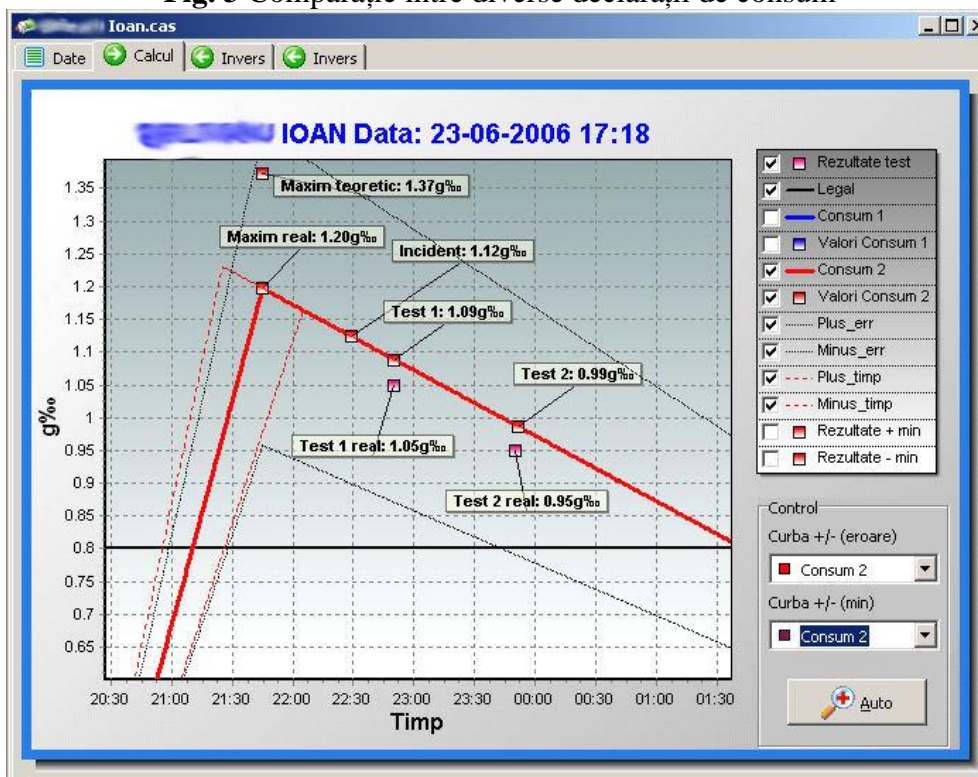 Fig. 3 Comparație între diverse declarații de consum
Ioan.cas
Date
Calcul
Invers
Invers
IOAN Data: 23-06-2006 17:18
1.35
1.3
1.25
1.2
1.15
1.1
1.05
1
0.95
0.9
0.85
0.8
0.75
0.7
0.65
g‰
Maxim teoretic: 1.37g‰
Maxim real: 1.20g‰
Incident: 1.12g‰
Test 1: 1.09g‰
Test 2: 0.99g‰
Test 1 real: 1.05g‰
Test 2 real: 0.95g‰
20:30 21:00 21:30 22:00 22:30 23:00 23:30 00:00 00:30 01:00 01:30
Timp
Rezultate test
Legal
Consum 1
Valori Consum 1
Consum 2
Valori Consum 2
Plus_err
Minus_err
Plus_timp
Minus_timp
Rezultate + min
Rezultate - min
Control
Curba +/- (eroare)
Consum 2
Curba +/- (min)
Consum 2
Auto